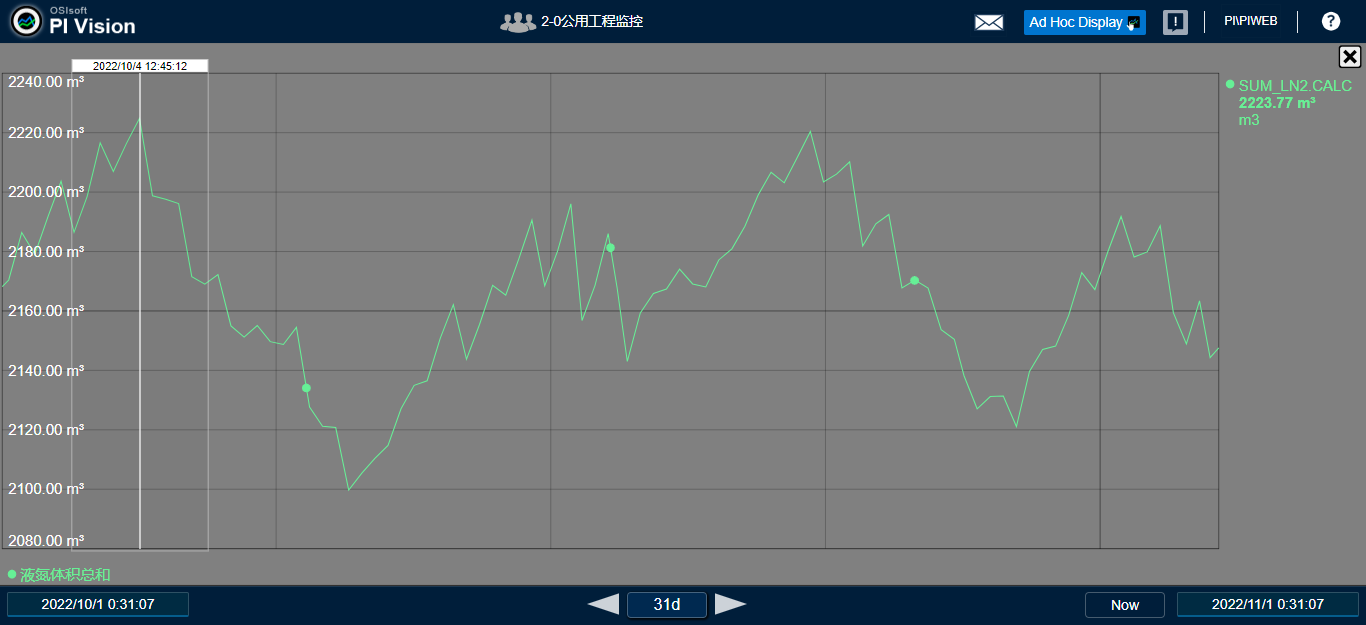 OSIsoft
PI Vision
2-0公用工程监控
Ad Hoc Display
PI\PIWEB
?
2022/10/4 12:45:12
2240.00 m³
2220.00 m³
2200.00 m³
2180.00 m³
2160.00 m³
2140.00 m³
2120.00 m³
2100.00 m³
2080.00 m³
SUM_LN2.CALC
2223.77 m³
m3
液氮体积总和
2022/10/1 0:31:07
31d
Now
2022/11/1 0:31:07